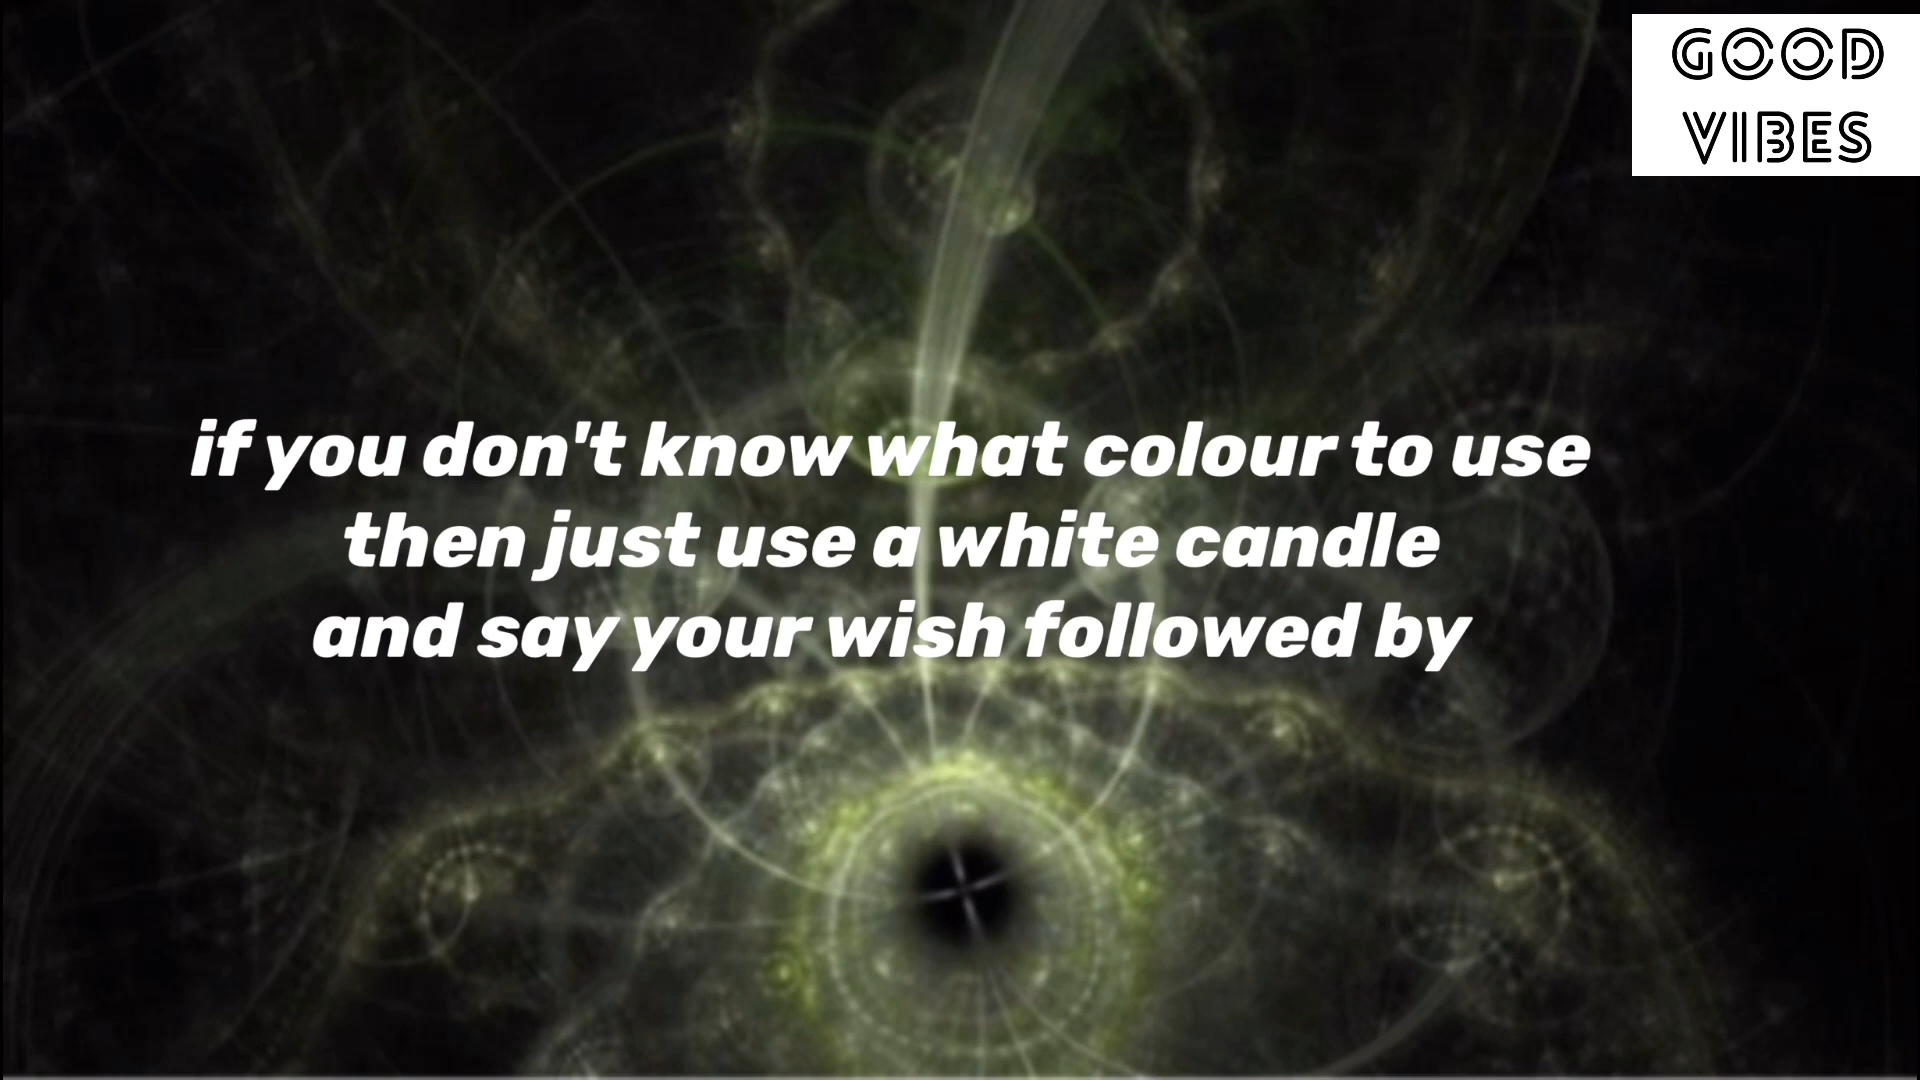 GOOD
VIBES
if you don't know what colour to use
then just use a white candle
and say your wish followed by